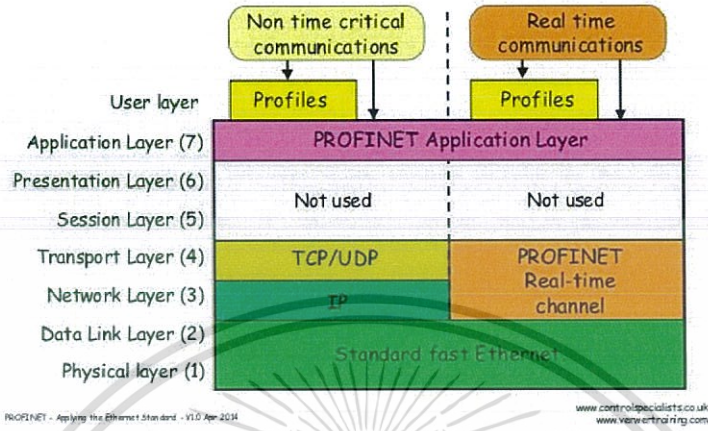 Non time critical
communications
Real time
communications
User layer
Profiles
Profiles
Application Layer (7)
PROFINET Application Layer
Presentation Layer (6)
Not used
Not used
Session Layer (5)
Transport Layer (4)
TCP/UDP
PROFINET
Real-time
channel
Network Layer (3)
IP
Data Link Layer (2)
Standard fast Ethernet
Physical layer (1)
PROFINET - Applying the Ethernet Standard - V1.0 Apr 2014
www.controlspecialists.co.uk
www.verwertraining.com